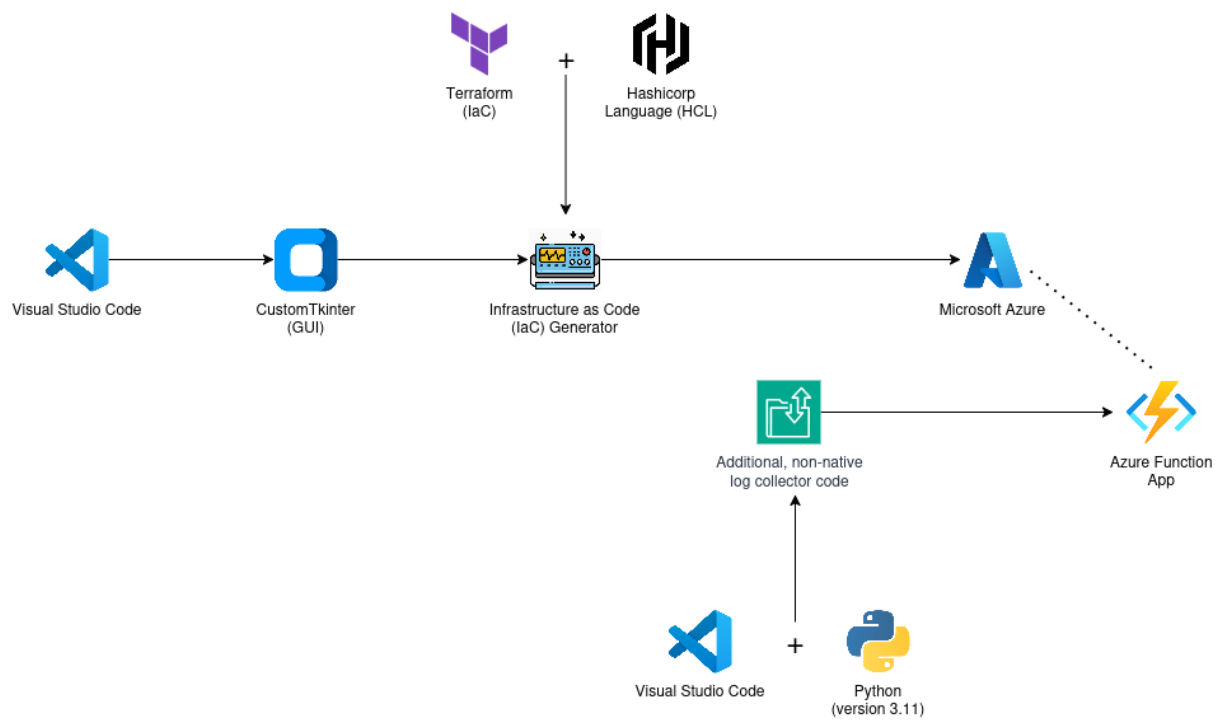 +
Terraform
(IaC)
Hashicorp
Language (HCL)
Visual Studio Code
CustomTkinter
(GUI)
Infrastructure as Code
(IaC) Generator
Microsoft Azure
Additional, non-native
log collector code
Azure Function
App
+
Visual Studio Code
Python
(version 3.11)